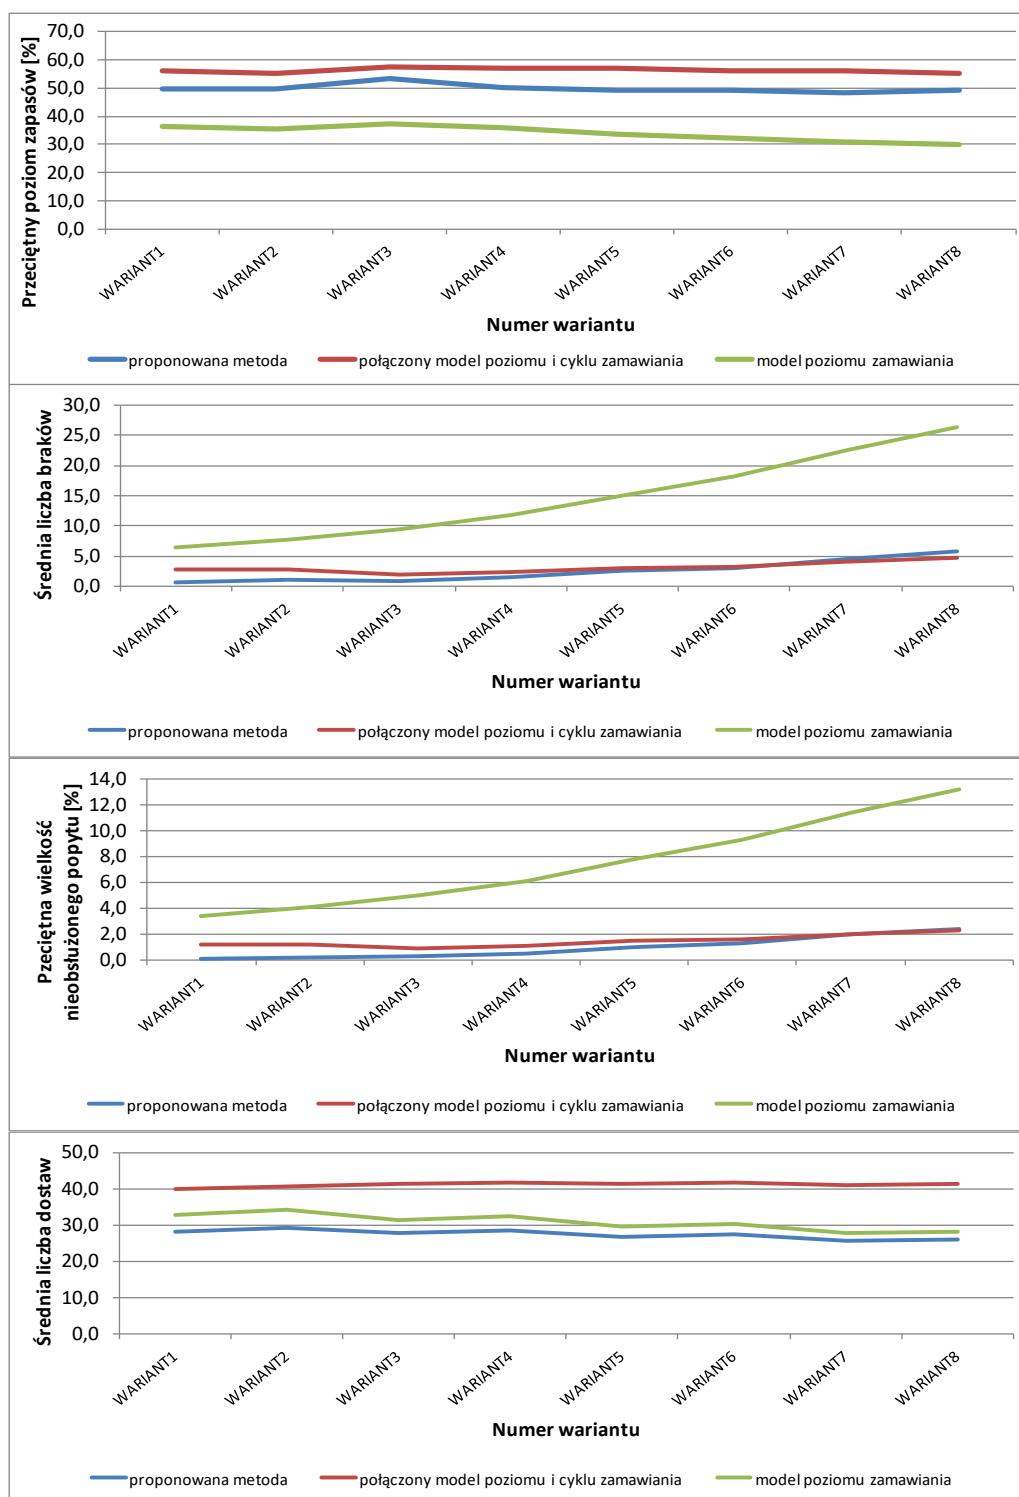 Przeciętny poziom zapasów [%]
70,0
60,0
50,0
40,0
30,0
20,0
10,0
0,0
WARIANT1
WARIANT2
WARIANT3
WARIANT4
WARIANT5
WARIANT6
WARIANT7
WARIANT8
Numer wariantu
proponowana metoda
połączony model poziomu i cyklu zamawiania
model poziomu zamawiania
Średnia liczba braków
30,0
25,0
20,0
15,0
10,0
5,0
0,0
WARIANT1
WARIANT2
WARIANT3
WARIANT4
WARIANT5
WARIANT6
WARIANT7
WARIANT8
Numer wariantu
proponowana metoda
połączony model poziomu i cyklu zamawiania
model poziomu zamawiania
Pzeciętna wielkość
nieobsłużonego popytu [%]
14,0
12,0
10,0
8,0
6,0
4,0
2,0
0,0
WARIANT1
WARIANT2
WARIANT3
WARIANT4
WARIANT5
WARIANT6
WARIANT7
WARIANT8
Numer wariantu
proponowana metoda
połączony model poziomu i cyklu zamawiania
model poziomu zamawiania
Średnia liczba dostaw
50,0
40,0
30,0
20,0
10,0
0,0
WARIANT1
WARIANT2
WARIANT3
WARIANT4
WARIANT5
WARIANT6
WARIANT7
WARIANT8
Numer wariantu
proponowana metoda
połączony model poziomu i cyklu zamawiania
model poziomu zamawiania